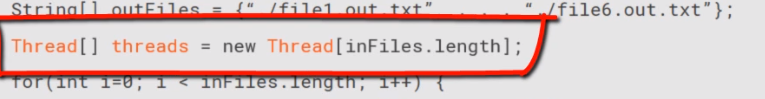 String[] outFiles = {“./file1.out.txt”, . . . , “./file6.out.txt”};
Thread[] threads = new Thread[inFiles.length];
for(int i=0; i < inFiles.length; i++) {